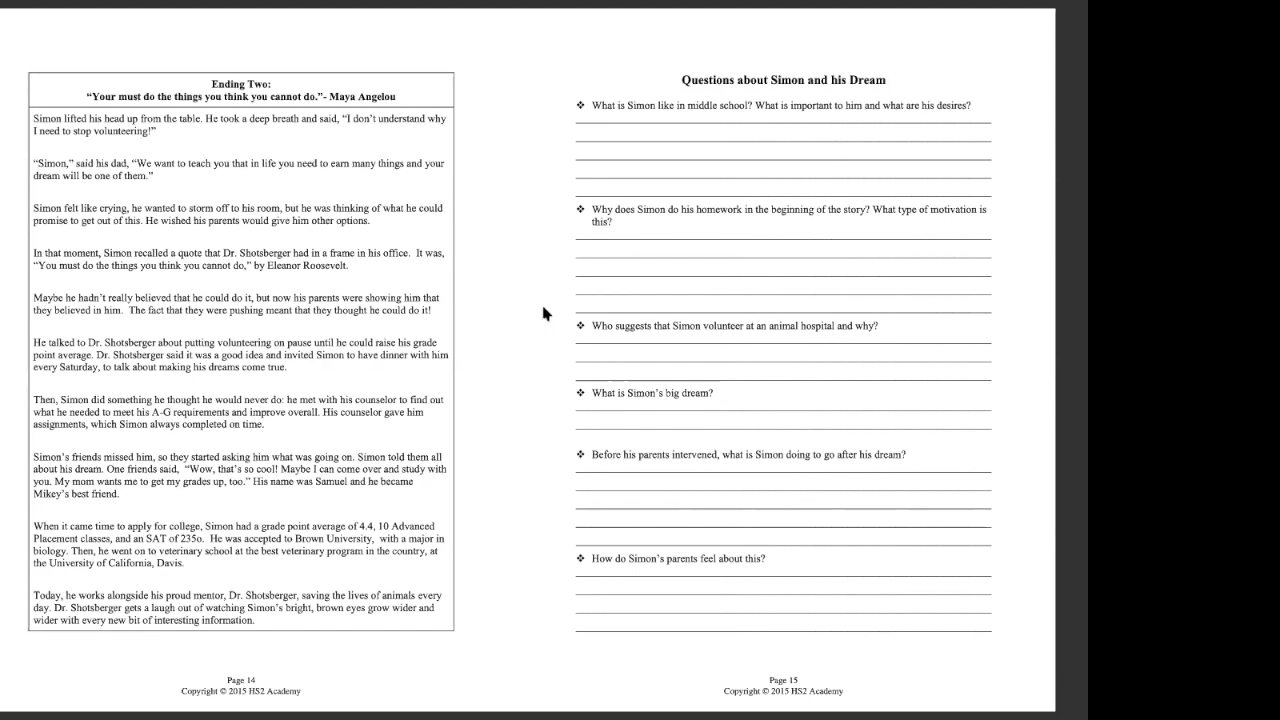 Ending Two:
“Your must do the things you think you cannot do.”- Maya Angelou
Simon lifted his head up from the table. He took a deep breath and said, “I don’t understand why
I need to stop volunteering!”
“Simon,” said his dad, “We want to teach you that in life you need to earn many things and your
dream will be one of them.”
Simon felt like crying, he wanted to storm off to his room, but he was thinking of what he could
promise to get out of this. He wished his parents would give him other options.
In that moment, Simon recalled a quote that Dr. Shotsberger had in a frame in his office.  It was,
“You must do the things you think you cannot do,” by Eleanor Roosevelt.
Maybe he hadn’t really believed that he could do it, but now his parents were showing him that
they believed in him.  The fact that they were pushing meant that they thought he could do it!
He talked to Dr. Shotsberger about putting volunteering on pause until he could raise his grade
point average. Dr. Shotsberger said it was a good idea and invited Simon to have dinner with him
every Saturday, to talk about making his dreams come true.
Then, Simon did something he thought he would never do: he met with his counselor to find out
what he needed to meet his A-G requirements and improve overall. His counselor gave him
assignments, which Simon always completed on time.
Simon’s friends missed him, so they started asking him what was going on. Simon told them all
about his dream. One friends said,  “Wow, that’s so cool! Maybe I can come over and study with
you. My mom wants me to get my grades up, too.” His name was Samuel and he became
Mikey’s best friend.
When it came time to apply for college, Simon had a grade point average of 4.4, 10 Advanced
Placement classes, and an SAT of 235o.  He was accepted to Brown University,  with a major in
biology. Then, he went on to veterinary school at the best veterinary program in the country, at
the University of California, Davis.
Today, he works alongside his proud mentor, Dr. Shotsberger, saving the lives of animals every
day. Dr. Shotsberger gets a laugh out of watching Simon’s bright, brown eyes grow wider and
wider with every new bit of interesting information.
Page 14
Copyright © 2015 HS2 Academy
Questions about Simon and his Dream
❖ What is Simon like in middle school? What is important to him and what are his desires?
❖ Why does Simon do his homework in the beginning of the story? What type of motivation is
this?
❖ Who suggests that Simon volunteer at an animal hospital and why?
❖ What is Simon’s big dream?
❖ Before his parents intervened, what is Simon doing to go after his dream?
❖ How do Simon’s parents feel about this?
Page 15
Copyright © 2015 HS2 Academy